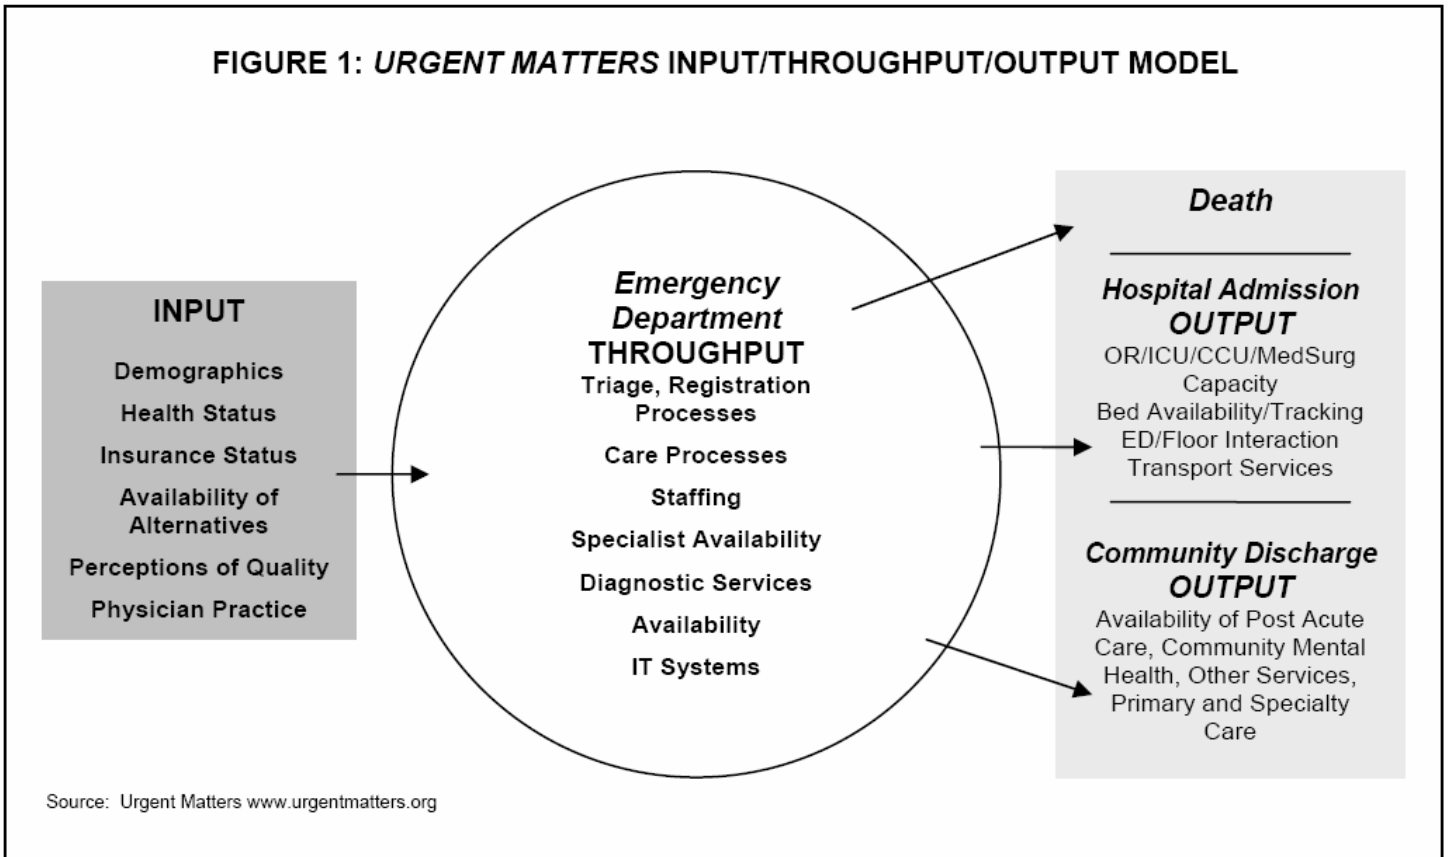 FIGURE 1: URGENT MATTERS INPUT/THROUGHPUT/OUTPUT MODEL
INPUT
Demographics
Health Status
Insurance Status
Availability of
Alternatives
Perceptions of Quality
Physician Practice
Emergency
Department
THROUGHPUT
Triage, Registration
Processes
Care Processes
Staffing
Specialist Availability
Diagnostic Services
Availability
IT Systems
Death
Hospital Admission
OUTPUT
OR/ICU/CCU/MedSurg
Capacity
Bed Availability/Tracking
ED/Floor Interaction
Transport Services
Community Discharge
OUTPUT
Availability of Post Acute
Care, Community Mental
Health, Other Services,
Primary and Specialty
Care
Source: Urgent Matters www.urgentmatters.org